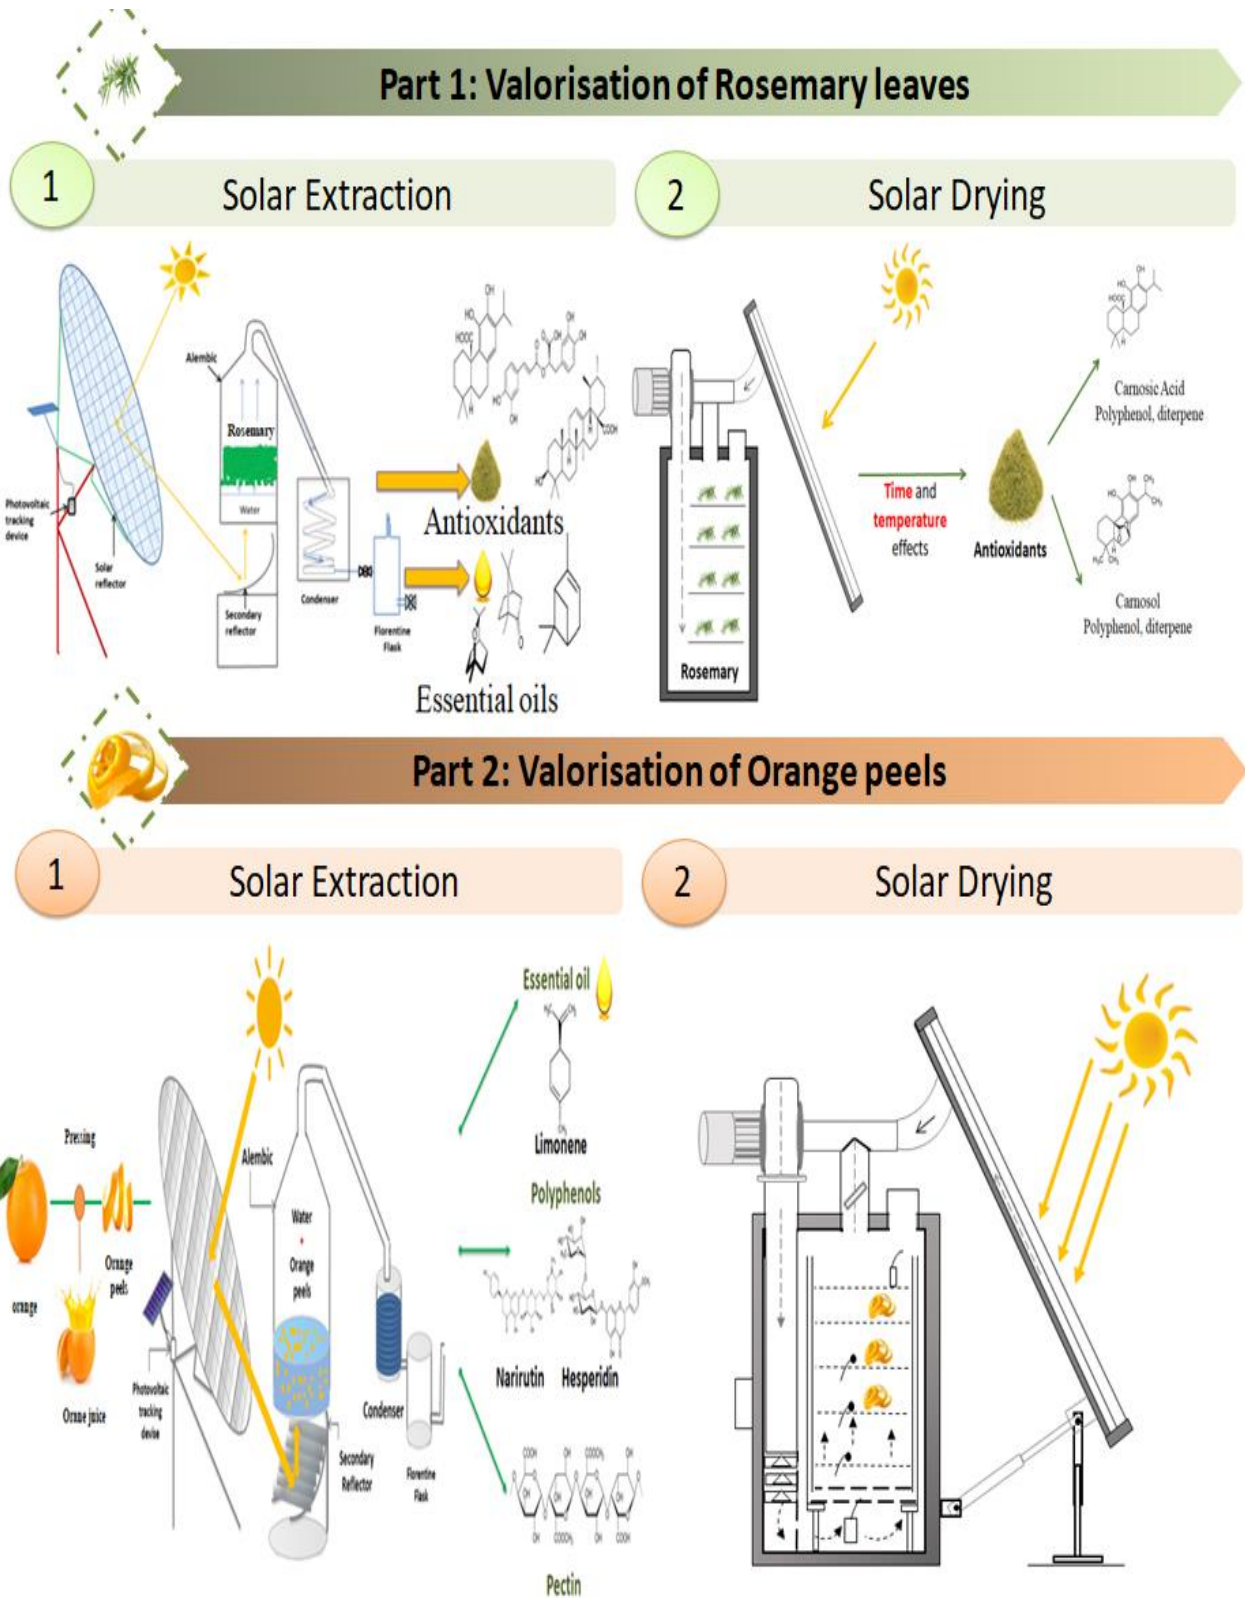 Part 1: Valorisation of Rosemary leaves
1
Solar Extraction
2
Solar Drying
Alembic
Rosemary
Water
Photovoltaic
tracking
device
Solar
reflector
Secondary
reflector
Condenser
Florentine
Flask
Antioxidants
Essential oils
Rosemary
Time and
temperature
effects
Antioxidants
Carnosic Acid
Polyphenol, diterpene
Carnosol
Polyphenol, diterpene
Part 2: Valorisation of Orange peels
1
Solar Extraction
2
Solar Drying
orange
Pressing
Orange
peels
Orane juice
Photovoltaic
tracking
devise
Alembic
Water
+
Orange
peels
Secondary
Reflector
Condenser
Florentine
Flask
Essential oil
Limonene
Polyphenols
Narirutin Hesperidin
Pectin